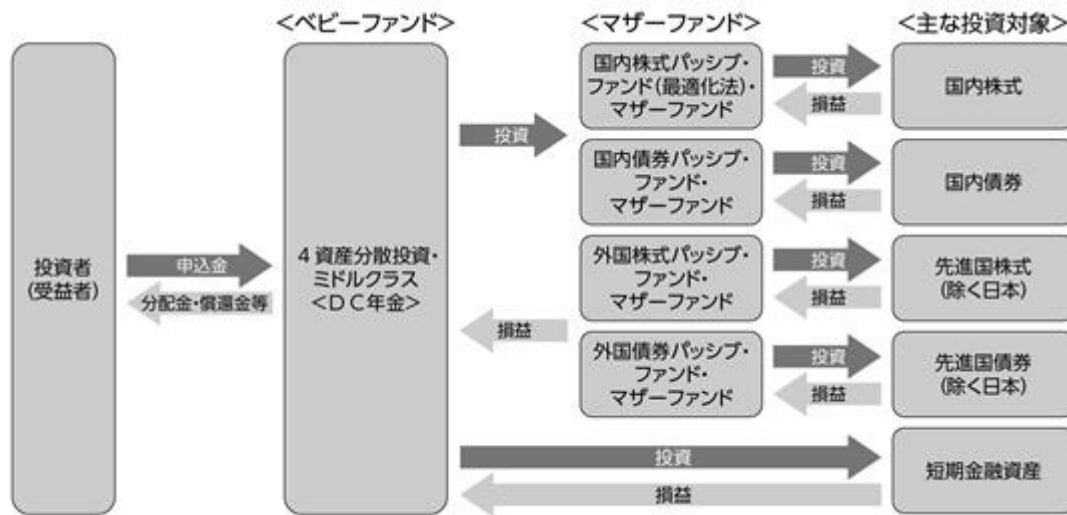 <ベビーファンド>
<マザーファンド>
<主な投資対象>
投資者
(受益者)
申込金
分配金・償還金等
4資産分散投資・
ミドルクラス
<DC年金>
投資
損益
国内株式パッシブ・
ファンド(最適化法)・
マザーファンド
投資
損益
国内株式
国内債券パッシブ・
ファンド・
マザーファンド
投資
損益
国内債券
外国株式パッシブ・
ファンド・
マザーファンド
投資
損益
先進国株式
(除く日本)
外国債券パッシブ・
ファンド・
マザーファンド
投資
損益
先進国債券
(除く日本)
投資
損益
短期金融資産